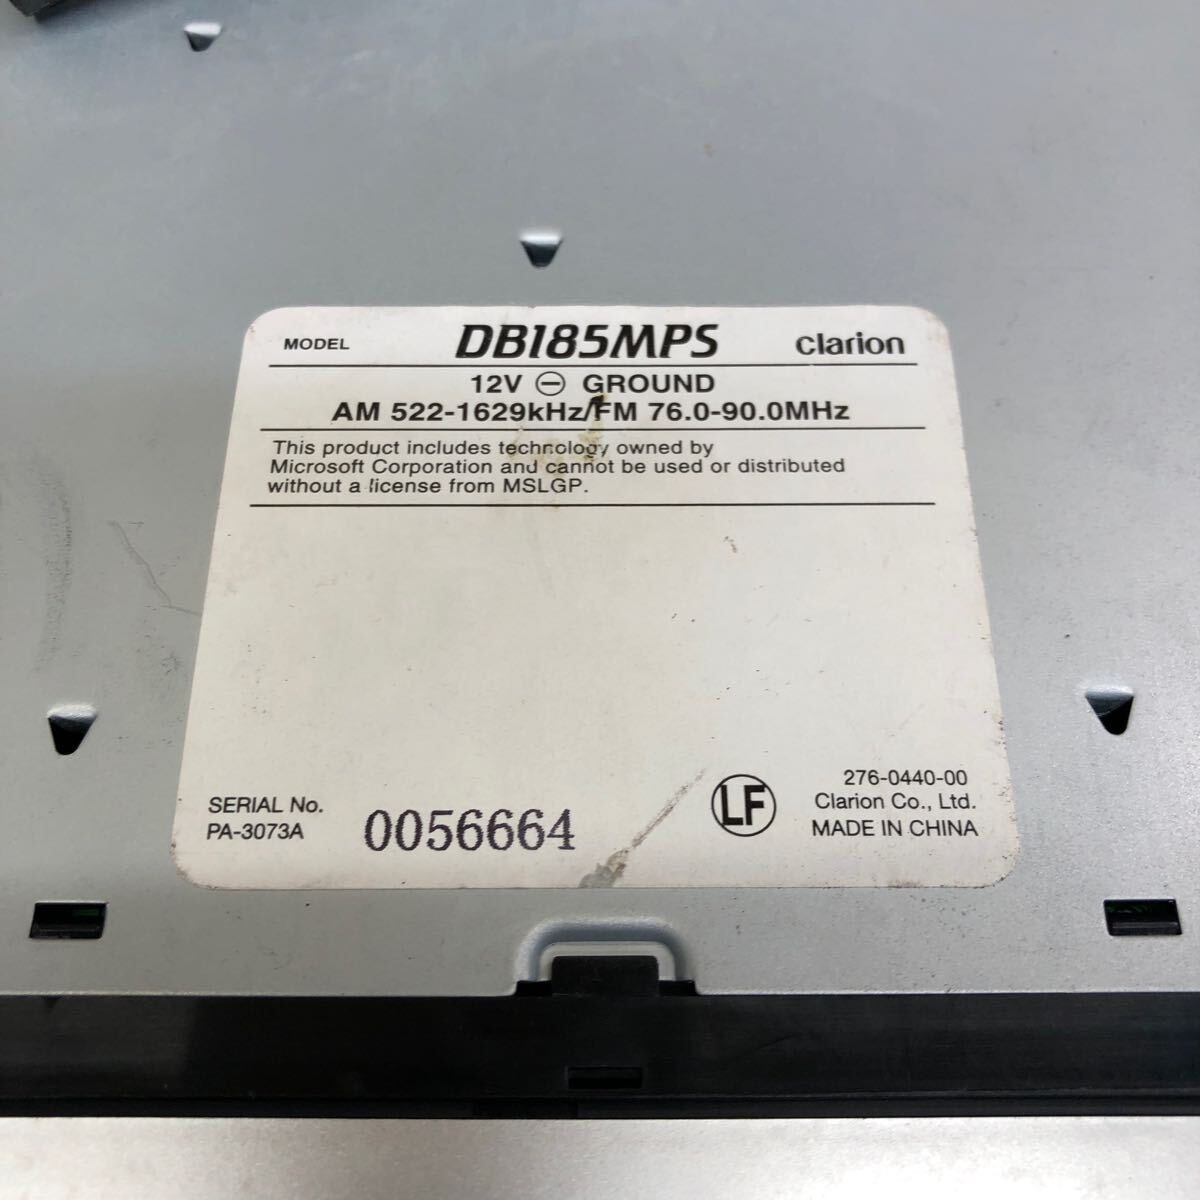 MODEL DB185MPS clarion
12V ⊖ GROUND
AM 522-1629kHz/FM 76.0-90.0MHz
This product includes technology owned by
Microsoft Corporation and cannot be used or distributed
without a license from MSLGP.
276-0440-00
SERIAL No. LF Clarion Co., Ltd.
PA-3073A 0056664 MADE IN CHINA